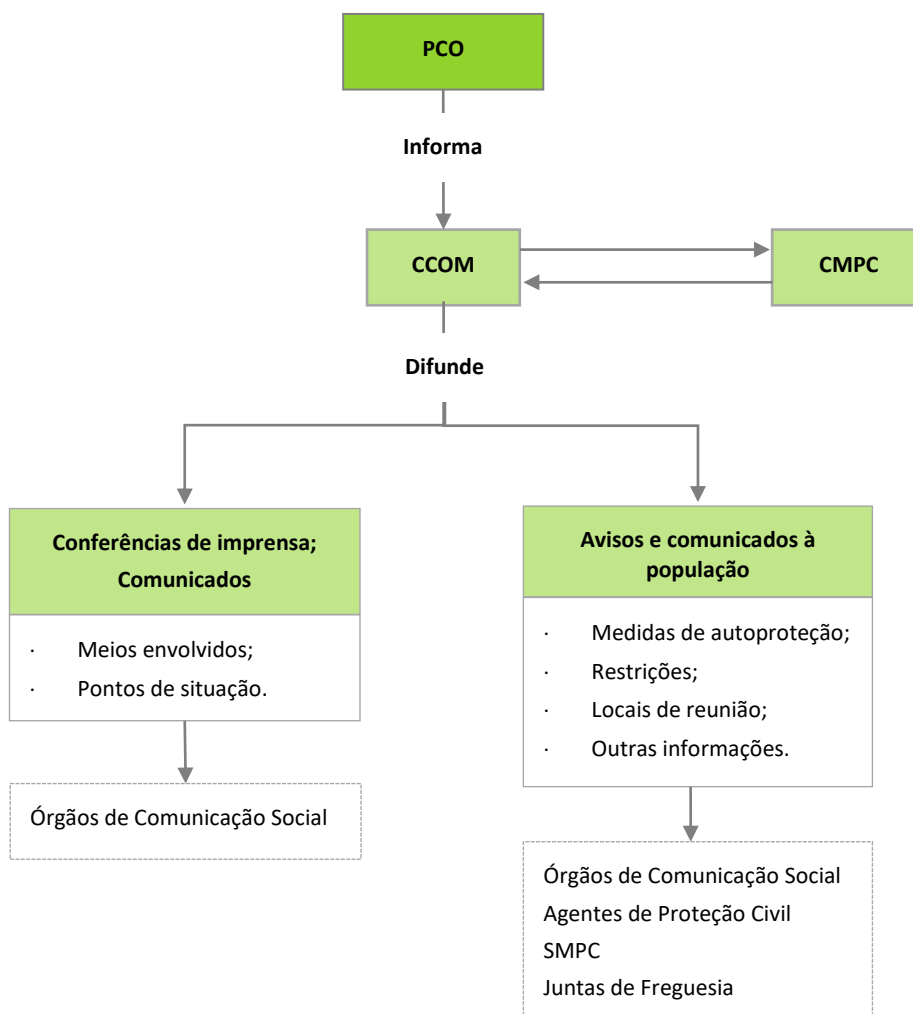 PCO
Informa
CCOM
CMPC
Difunde
Conferências de imprensa;
Comunicados
· Meios envolvidos;
· Pontos de situação.
Órgãos de Comunicação Social
Avisos e comunicados à
população
· Medidas de autoproteção;
· Restrições;
· Locais de reunião;
· Outras informações.
Órgãos de Comunicação Social
Agentes de Proteção Civil
SMPC
Juntas de Freguesia